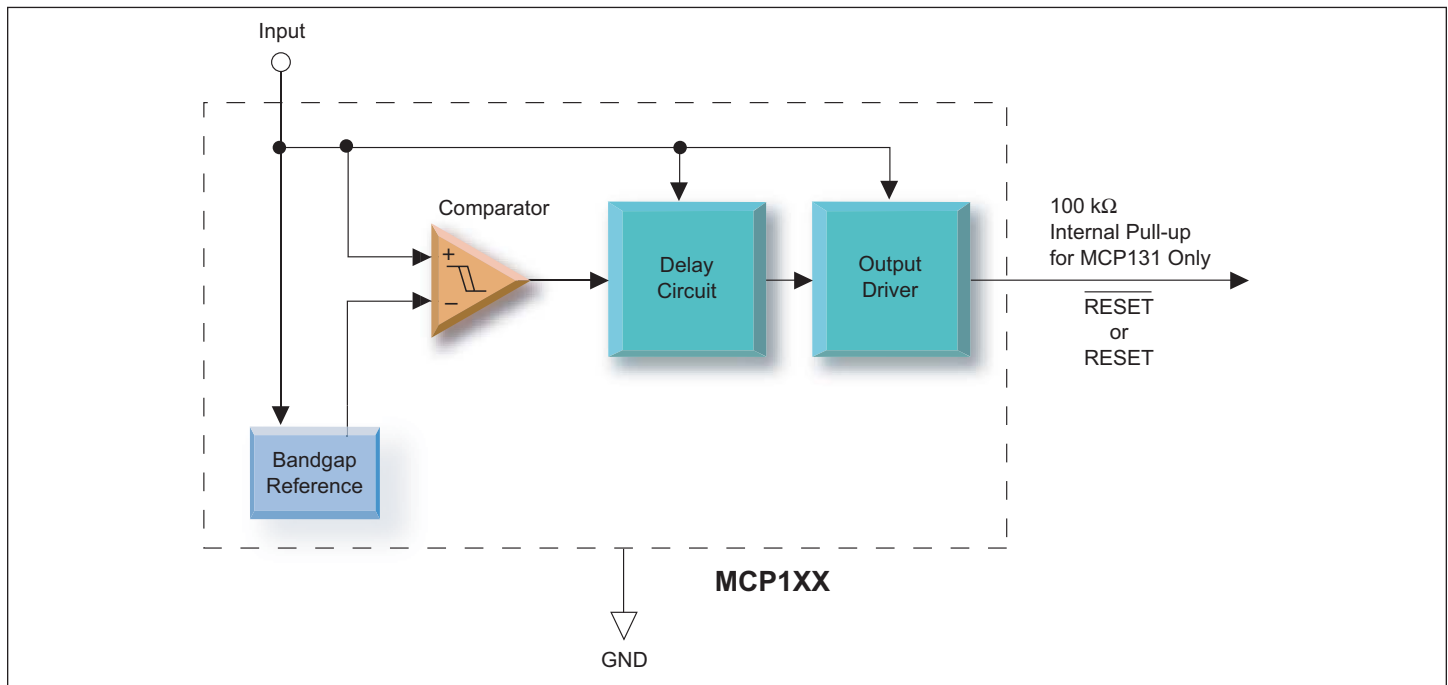 Input
Comparator
+
−
Delay
Circuit
Output
Driver
100 kΩ
Internal Pull-up
for MCP131 Only
R̅E̅S̅E̅T̅
or
RESET
Bandgap
Reference
MCP1XX
GND